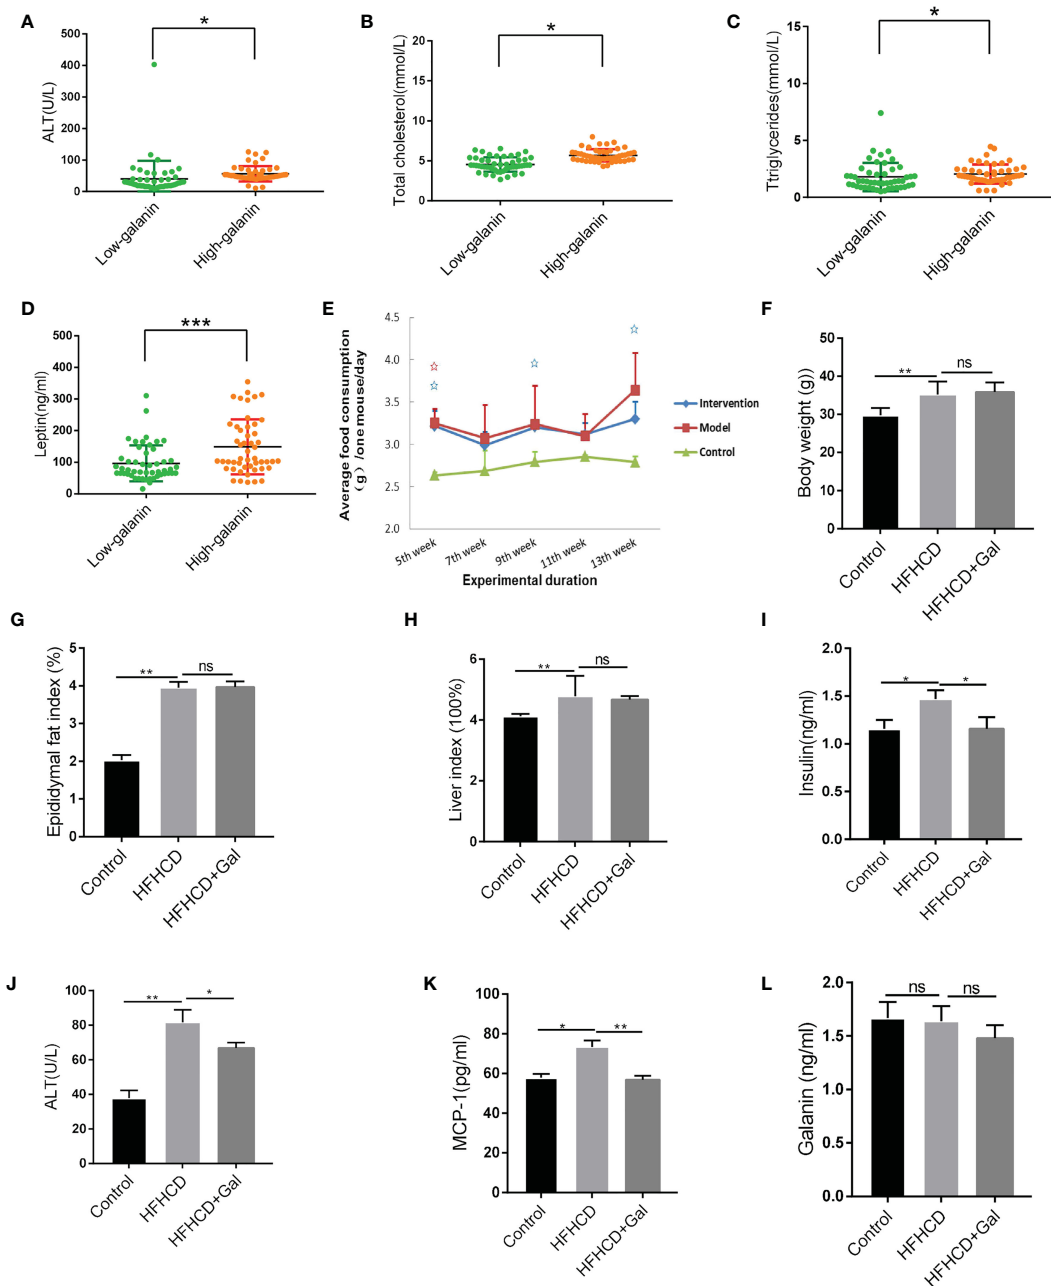 A
*
500
400
300
200
100
0
ALT(U/L)
Low-galanin
High-galanin
B
*
20
15
10
5
0
Total cholesterol(mmol/L)
Low-galanin
High-galanin
C
*
15
10
5
0
Ttriglycerides(mmol/L)
Low-galanin
High-galanin
D
***
500
400
300
200
100
0
Leptin(ng/ml)
Low-galanin
High-galanin
E
4.5
4.0
3.5
3.0
2.5
2.0
Average food consumption
(g) /one mouse/day
5th week
7th week
9th week
11th week
13th week
Experimental duration
Intervention
Model
Control
F
50
40
30
20
10
0
Body weight (g))
**
ns
Control
HFHCD
HFHCD+Gal
G
5
4
3
2
1
0
Epididymal fat index (%)
**
ns
Control
HFHCD
HFHCD+Gal
H
6
4
2
0
Liver index (100%)
**
ns
Control
HFHCD
HFHCD+Gal
I
2.0
1.5
1.0
0.5
0.0
Insulin(ng/ml)
*
*
Control
HFHCD
HFHCD+Gal
J
100
80
60
40
20
0
ALT(U/L)
**
*
Control
HFHCD
HFHCD+Gal
K
100
80
60
40
20
0
MCP-1(pg/ml)
*
**
Control
HFHCD
HFHCD+Gal
L
2.0
1.5
1.0
0.5
0.0
Galanin (ng/ml)
ns
ns
Control
HFHCD
HFHCD+Gal